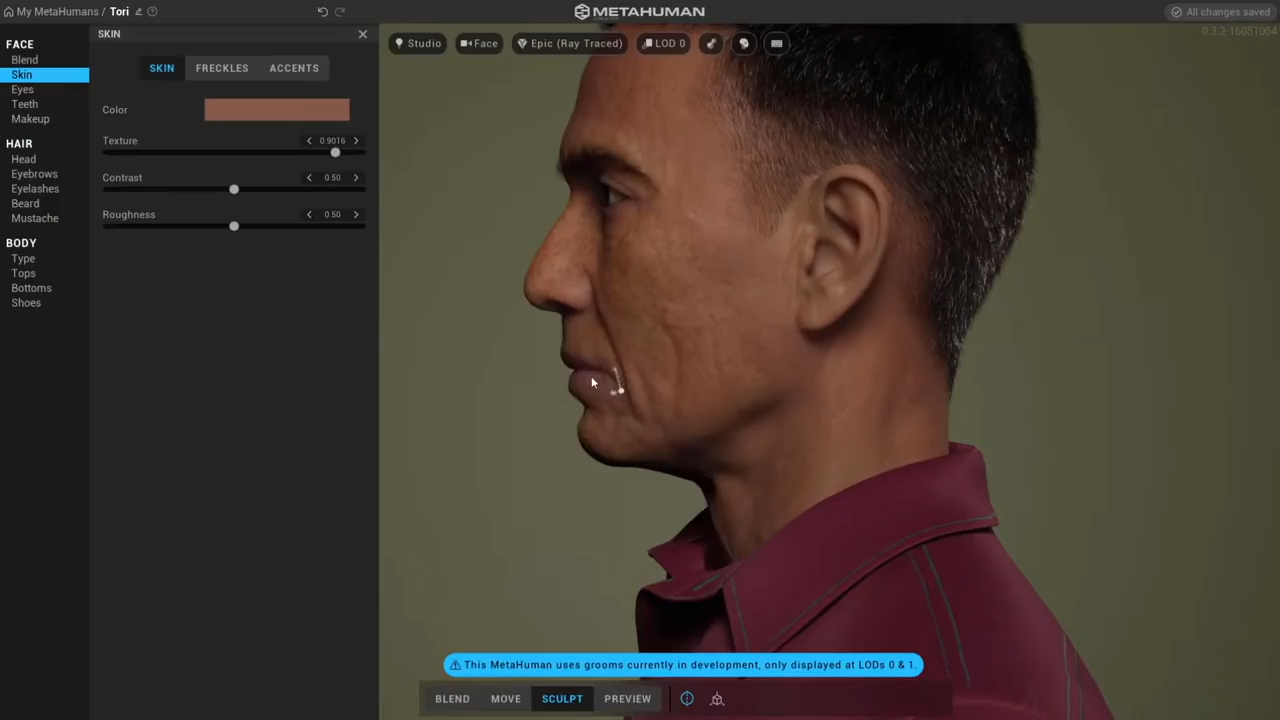 My MetaHumans / Tori
METAHUMAN
CREATOR
All changes saved
0.3.2-16051064
FACE
Blend
Skin
Eyes
Teeth
Makeup
HAIR
Head
Eyebrows
Eyelashes
Beard
Mustache
BODY
Type
Tops
Bottoms
Shoes
SKIN
SKIN FRECKLES ACCENTS
Color
Texture 0.9016
Contrast 0.50
Roughness 0.50
Studio Face Epic (Ray Traced) LOD 0
This MetaHuman uses grooms currently in development, only displayed at LODs 0 & 1.
BLEND MOVE SCULPT PREVIEW